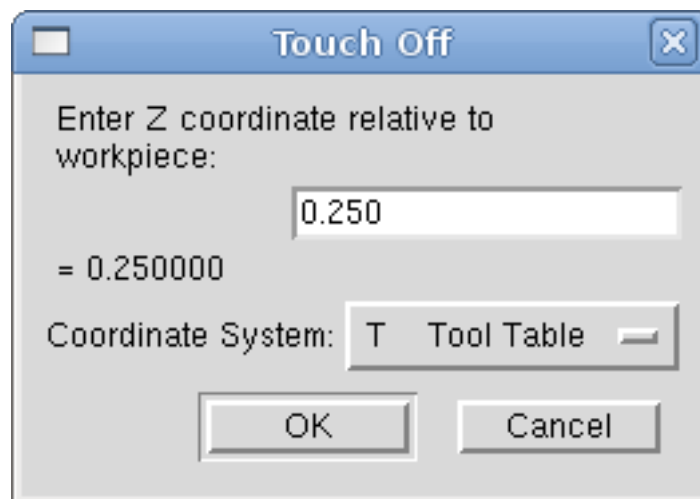 Touch Off
Enter Z coordinate relative to
workpiece:
0.250
= 0.250000
Coordinate System: T Tool Table
OK Cancel